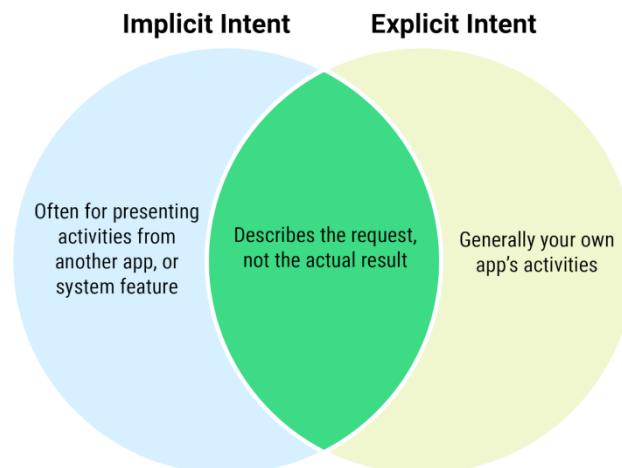 Implicit Intent
Explicit Intent
Often for presenting
activities from
another app, or
system feature
Describes the request,
not the actual result
Generally your own
app's activities